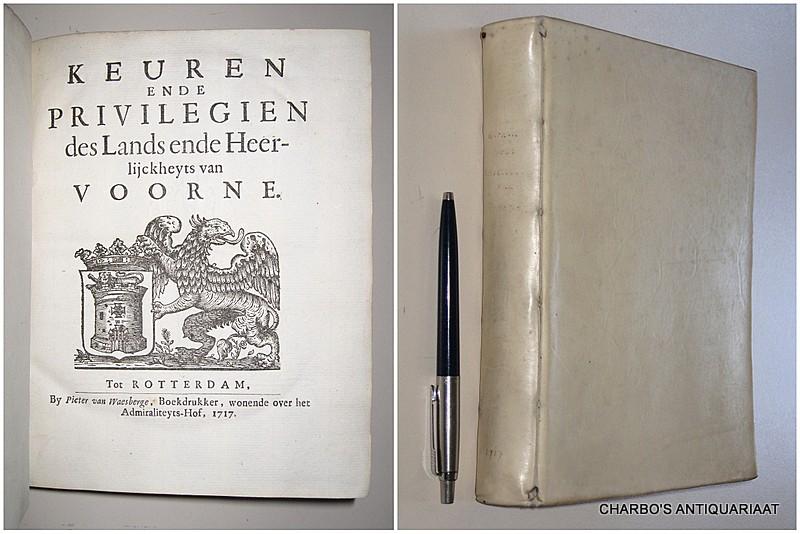 KEUREN
ENDE
PRIVILEGIEN
des Lands ende Heer-
lijckheyts van
VOORNE.
Tot ROTTERDAM,
By Pieter van Waesberge, Boekdrukker, wonende over het
Admiraliteyts-Hof, 1717.
1717
CHARBO'S ANTIQUARIAAT